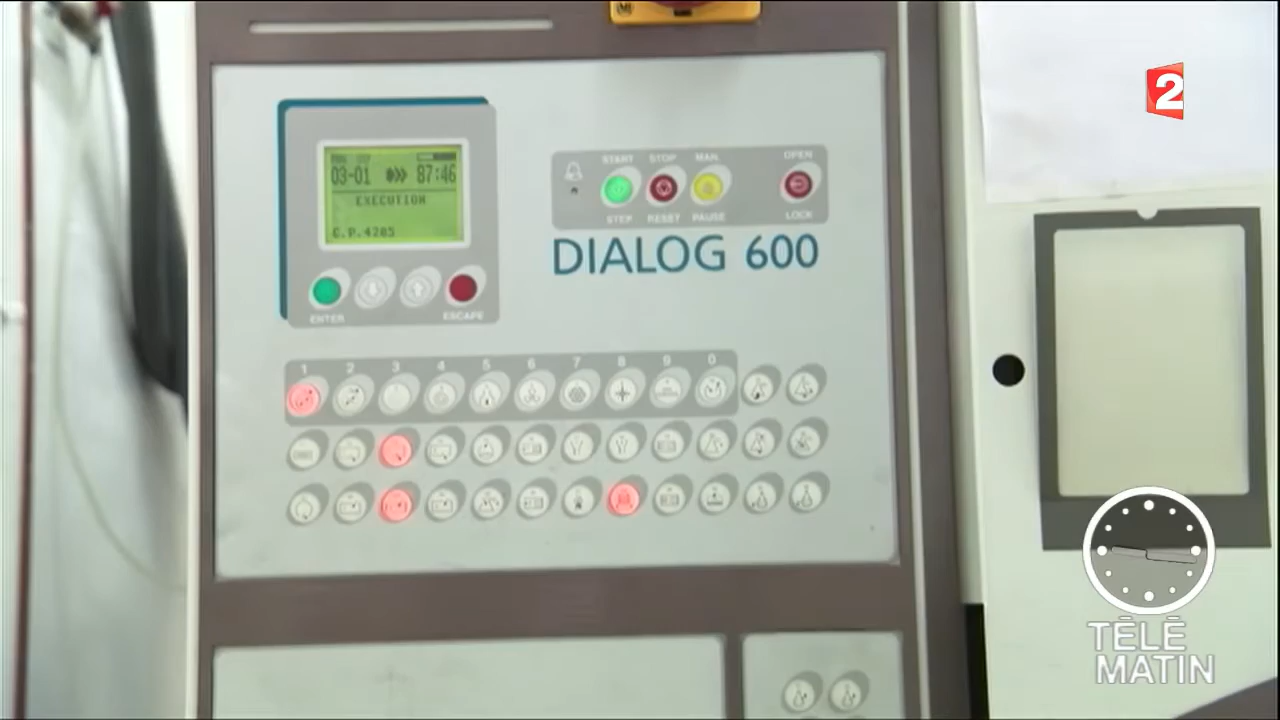 2
03-01 87:46
EXECUTION
C.P.4285
ENTER ESCAPE
START STOP MAN. OPEN
STEP RESET PAUSE LOCK
DIALOG 600
1 2 3 4 5 6 7 8 9 0
TÉLÉ
MATIN